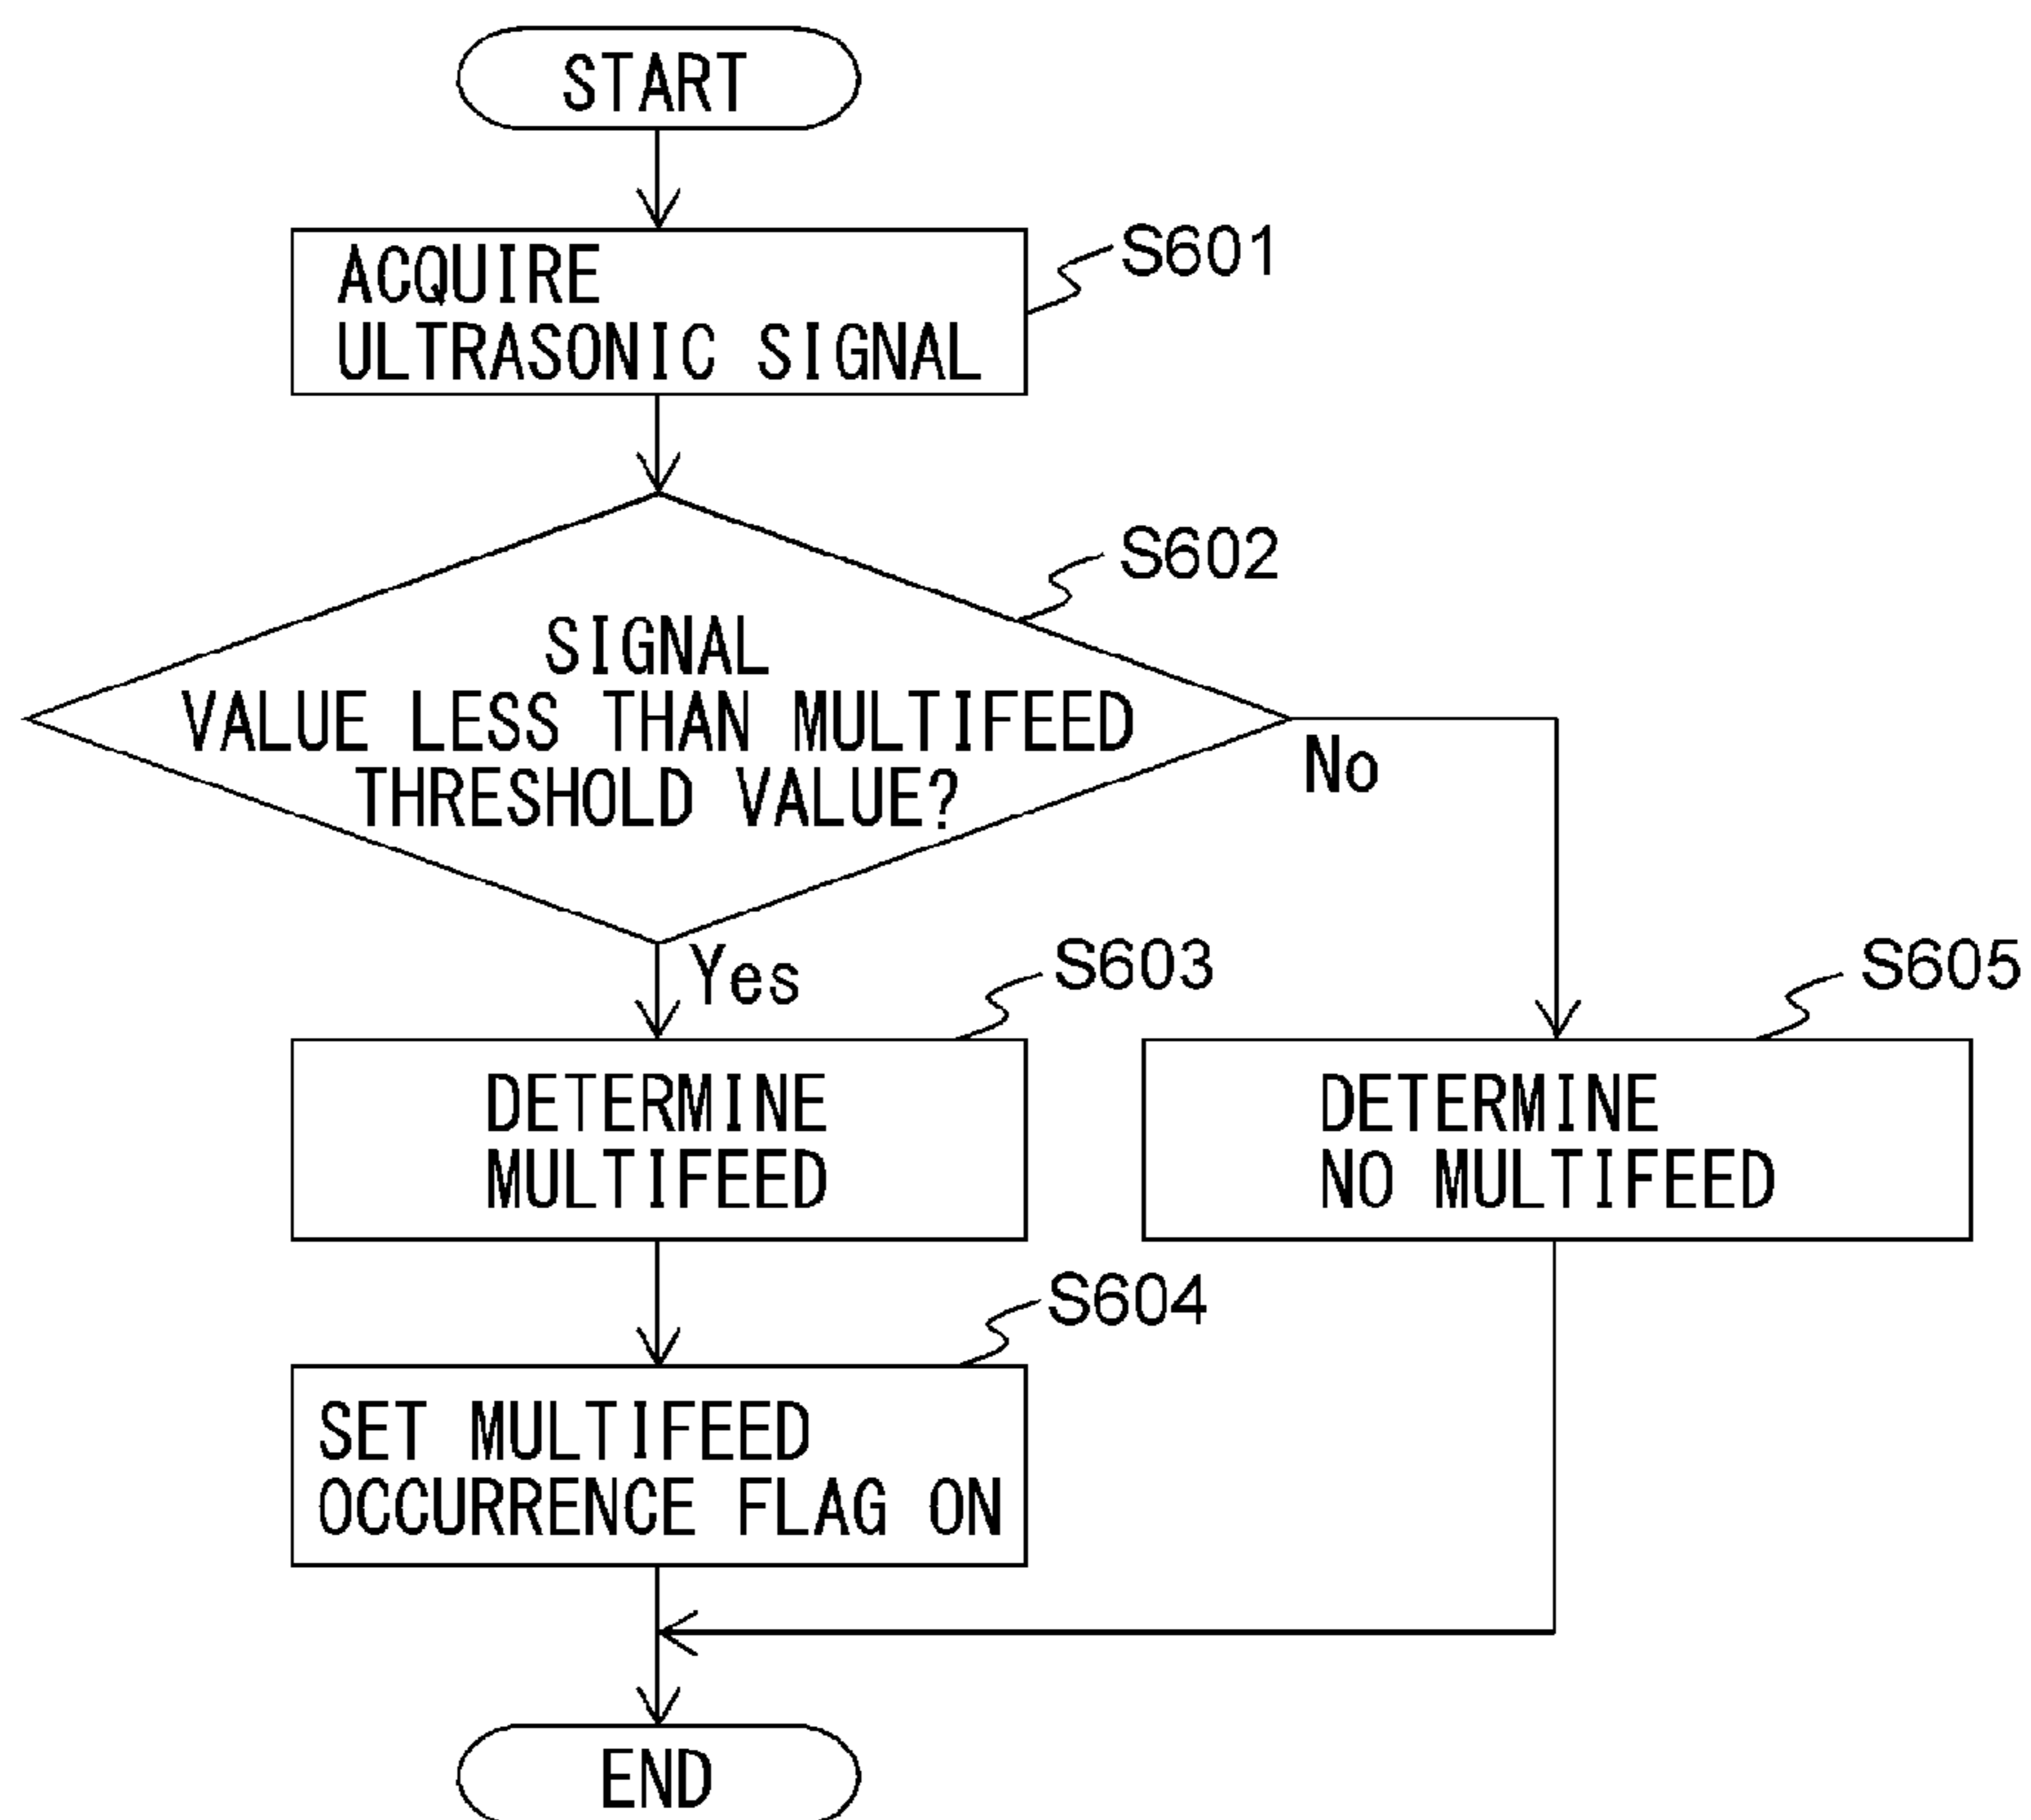 START
ACQUIRE
ULTRASONIC SIGNAL
S601
S602
SIGNAL
VALUE LESS THAN MULTIFEED
THRESHOLD VALUE?
No
Yes
S603
DETERMINE
MULTIFEED
S605
DETERMINE
NO MULTIFEED
S604
SET MULTIFEED
OCCURRENCE FLAG ON
END